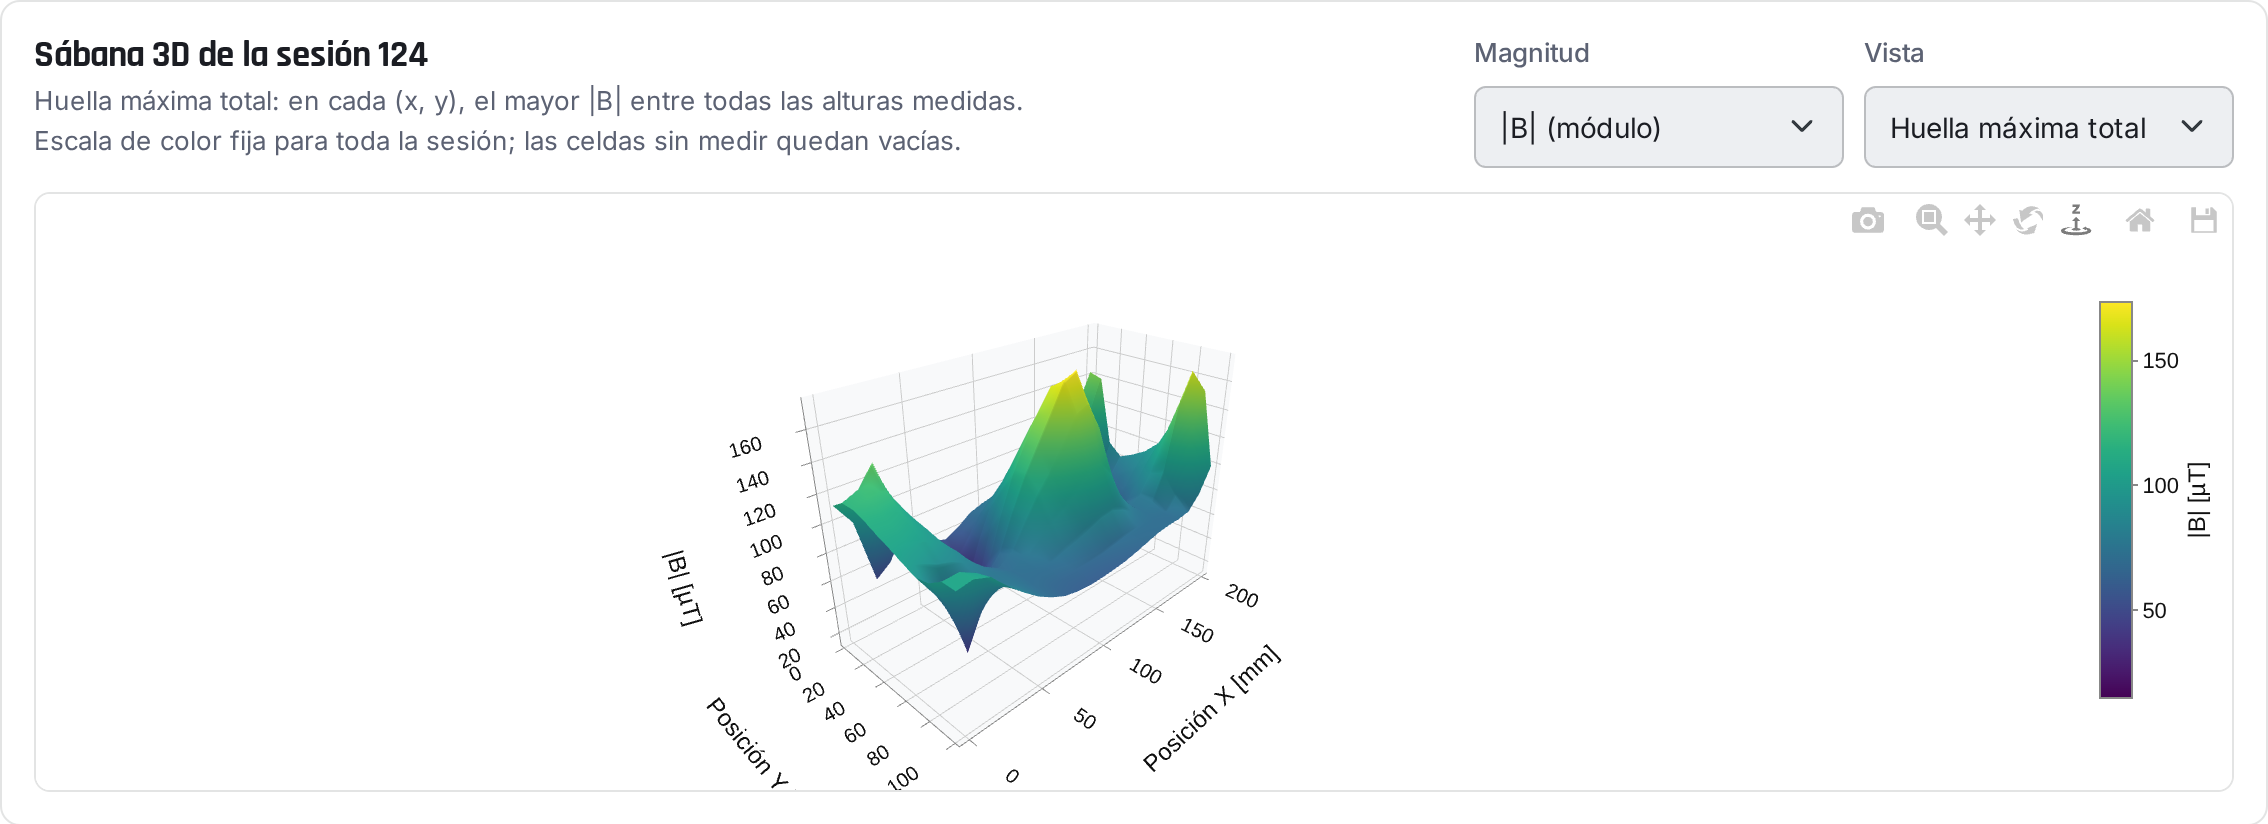 Sábana 3D de la sesión 124
Huella máxima total: en cada (x, y), el mayor |B| entre todas las alturas medidas.
Escala de color fija para toda la sesión; las celdas sin medir quedan vacías.
Magnitud
|B| (módulo)
Vista
Huella máxima total
Z
160
140
120
100
80
60
40
20
|B| [µT]
0
20
40
60
80
100
Posición Y
0
50
100
150
200
Posición X [mm]
150
100
50
|B| [µT]